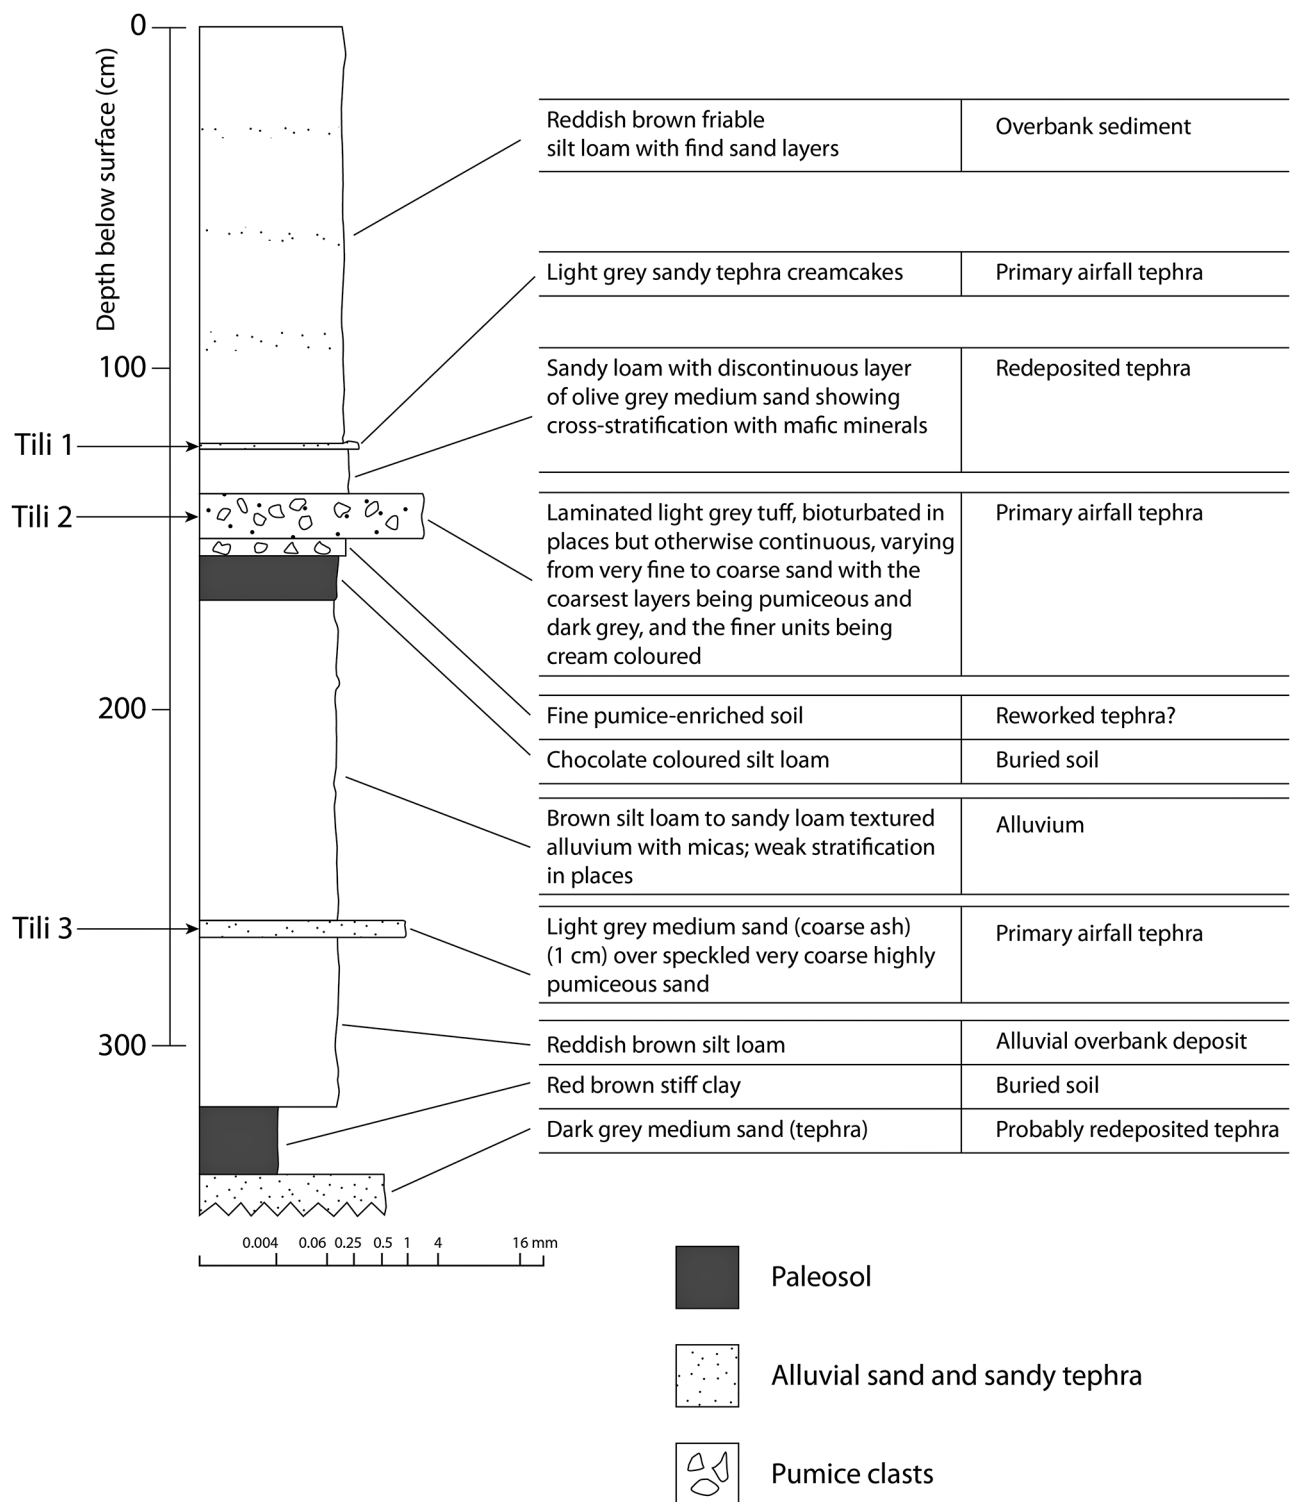 0
Depth below surface (cm)
100
200
300
Tili 1
Tili 2
Tili 3
Reddish brown friable
silt loam with find sand layers
Overbank sediment
Light grey sandy tephra creamcakes
Primary airfall tephra
Sandy loam with discontinuous layer
of olive grey medium sand showing
cross-stratification with mafic minerals
Redeposited tephra
Laminated light grey tuff, bioturbated in
places but otherwise continuous, varying
from very fine to coarse sand with the
coarsest layers being pumiceous and
dark grey, and the finer units being
cream coloured
Primary airfall tephra
Fine pumice-enriched soil
Reworked tephra?
Chocolate coloured silt loam
Buried soil
Brown silt loam to sandy loam textured
alluvium with micas; weak stratification
in places
Alluvium
Light grey medium sand (coarse ash)
(1 cm) over speckled very coarse highly
pumiceous sand
Primary airfall tephra
Reddish brown silt loam
Alluvial overbank deposit
Red brown stiff clay
Buried soil
Dark grey medium sand (tephra)
Probably redeposited tephra
0.004 0.06 0.25 0.5 1 4 16 mm
Paleosol
Alluvial sand and sandy tephra
Pumice clasts